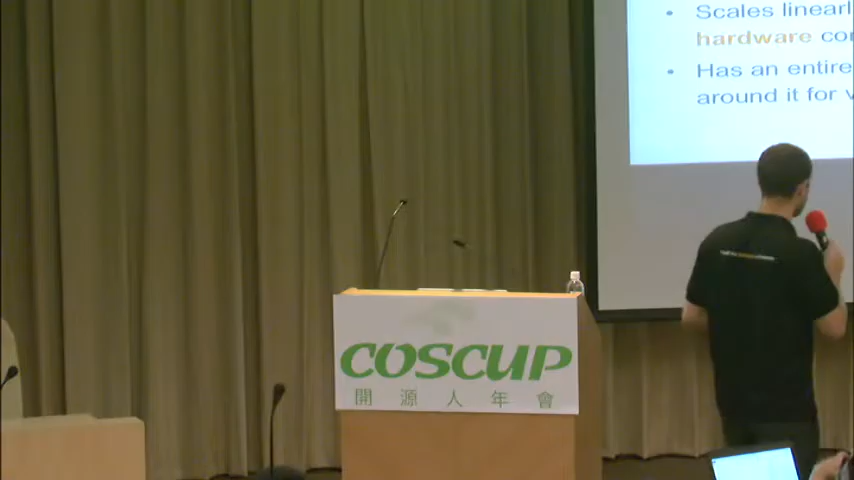 • Scales linearl
hardware co
• Has an entire
around it for v
COSCUP
開源人年會